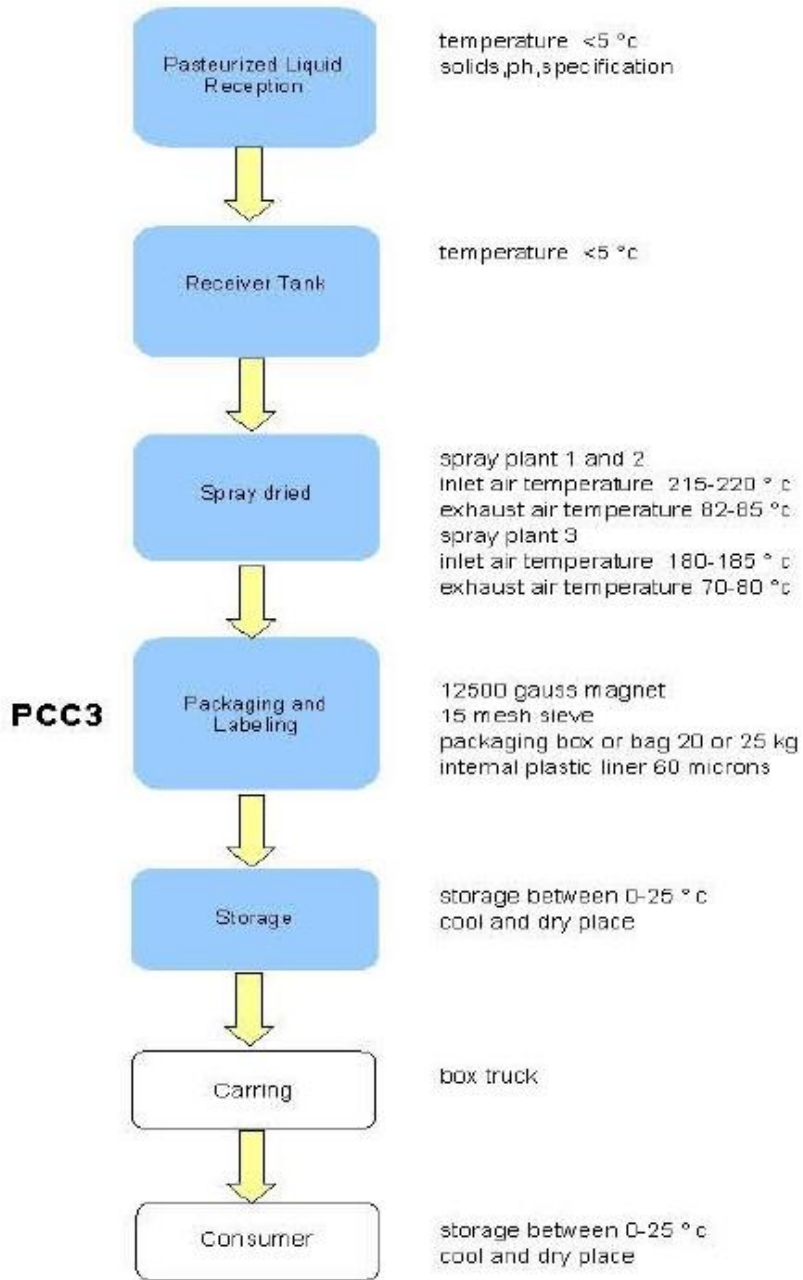 Pasteurized Liquid
Reception
temperature <5 °c
solids,ph,specification
Receiver Tank
temperature <5 °c
Spray dried
spray plant 1 and 2
inlet air temperature 215-220 ° c
exhaust air temperature 82-85 °c
spray plant 3
inlet air temperature 180-185 ° c
exhaust air temperature 70-80 °c
PCC3
Packaging and
Labeling
12500 gauss magnet
15 mesh sieve
packaging box or bag 20 or 25 kg
internal plastic liner 60 microns
Storage
storage between 0-25 ° c
cool and dry place
Carring
box truck
Consumer
storage between 0-25 ° c
cool and dry place